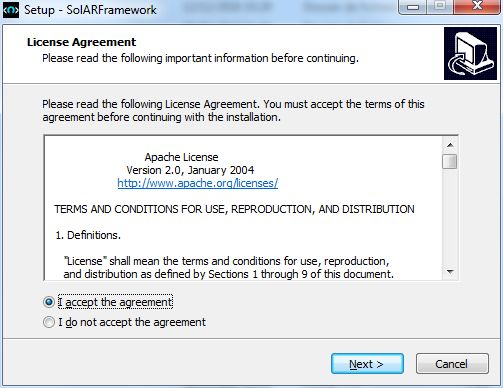 Setup - SolARFramework
License Agreement
Please read the following important information before continuing.
Please read the following License Agreement. You must accept the terms of this
agreement before continuing with the installation.
Apache License
Version 2.0, January 2004
http://www.apache.org/licenses/
TERMS AND CONDITIONS FOR USE, REPRODUCTION, AND DISTRIBUTION
1. Definitions.
"License" shall mean the terms and conditions for use, reproduction,
and distribution as defined by Sections 1 through 9 of this document.
I accept the agreement
I do not accept the agreement
Next >
Cancel